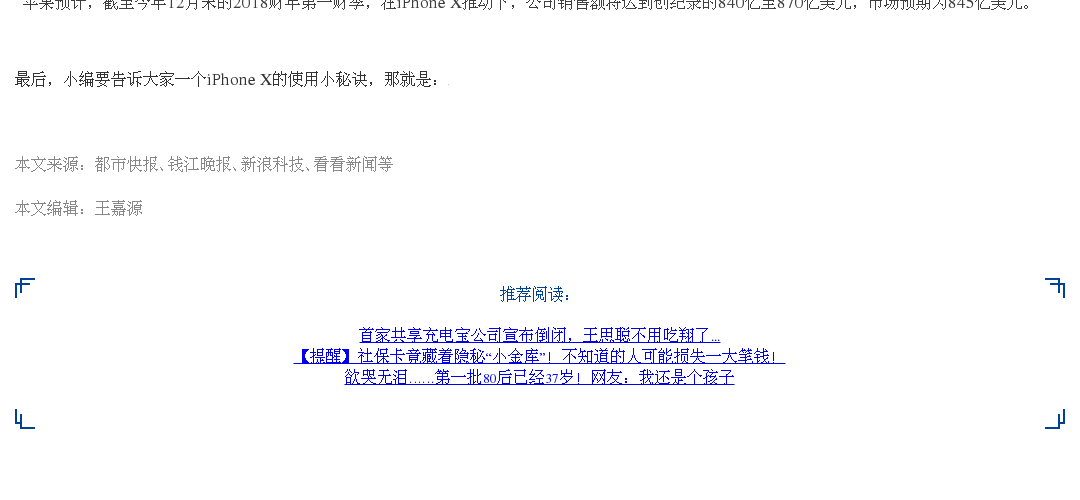 苹果预计，截至今年12月末的2018财年第一财季，在iPhone X推动下，公司销售额将达到创纪录的840亿至870亿美元，市场预期为845亿美元。
最后，小编要告诉大家一个iPhone X的使用小秘诀，那就是：
本文来源：都市快报、钱江晚报、新浪科技、看看新闻等
本文编辑：王嘉源
推荐阅读：
首家共享充电宝公司宣布倒闭，王思聪不用吃翔了...
【提醒】社保卡竟藏着隐秘“小金库”！不知道的人可能损失一大笔钱！
欲哭无泪……第一批80后已经37岁！网友：我还是个孩子